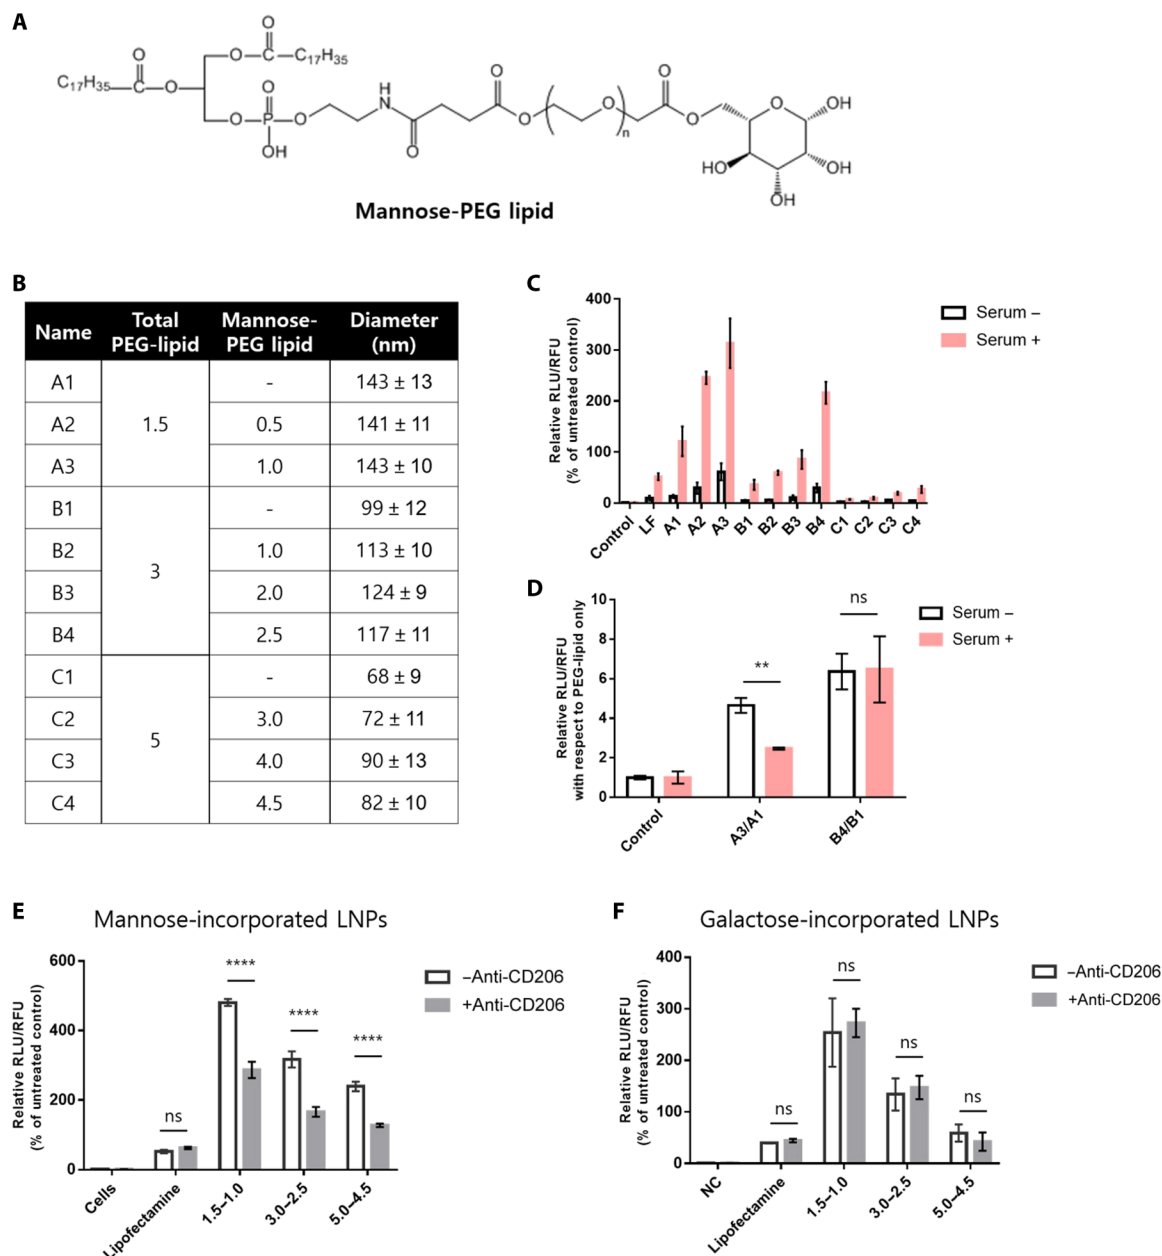 A
O
O
C
C17H35
O
C17H35
C
O
O
O
P
O
OH
H
N
O
O
O
O
n
O
O
O
OH
HO
OH
OH
Mannose-PEG lipid
B
Name Total PEG-lipid Mannose-PEG lipid Diameter (nm)
A1 1.5 - 143 ± 13
A2 0.5 141 ± 11
A3 1.0 143 ± 10
B1 3 - 99 ± 12
B2 1.0 113 ± 10
B3 2.0 124 ± 9
B4 2.5 117 ± 11
C1 5 - 68 ± 9
C2 3.0 72 ± 11
C3 4.0 90 ± 13
C4 4.5 82 ± 10
C
Relative RLU/RFU
(% of untreated control)
400
300
200
100
0
Serum –
Serum +
Control LF A1 A2 A3 B1 B2 B3 B4 C1 C2 C3 C4
D
Relative RLU/RFU
with respect to PEG-lipid only
10
8
6
4
2
0
**
ns
Serum –
Serum +
Control A3/A1 B4/B1
E
Mannose-incorporated LNPs
Relative RLU/RFU
(% of untreated control)
600
400
200
0
ns
****
****
****
–Anti-CD206
+Anti-CD206
Cells Lipofectamine 1.5–1.0 3.0–2.5 5.0–4.5
F
Galactose-incorporated LNPs
Relative RLU/RFU
(% of untreated control)
400
300
200
100
0
ns
ns
ns
ns
–Anti-CD206
+Anti-CD206
NC Lipofectamine 1.5–1.0 3.0–2.5 5.0–4.5